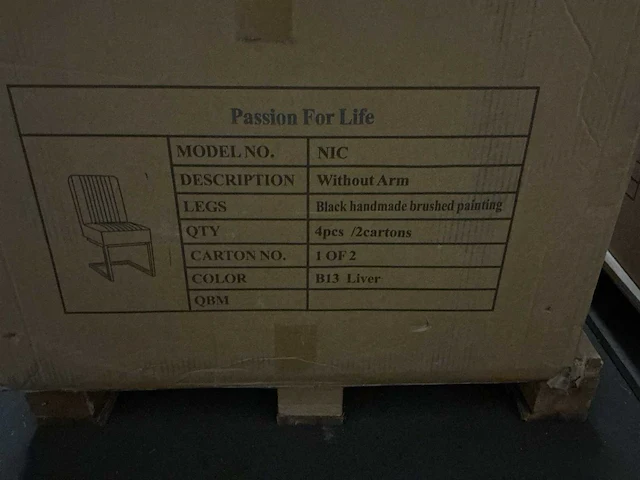 Passion For Life
MODEL NO. NIC
DESCRIPTION Without Arm
LEGS Black handmade brushed painting
QTY 4pcs /2cartons
CARTON NO. 1 OF 2
COLOR B13 Liver
QBM